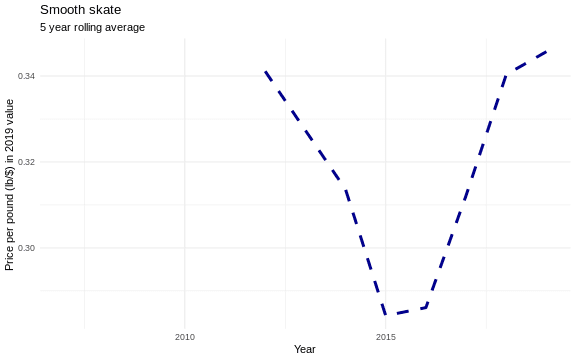 Smooth skate
5 year rolling average
Price per pound (lb/$) in 2019 value
0.34
0.32
0.30
2010
2015
Year